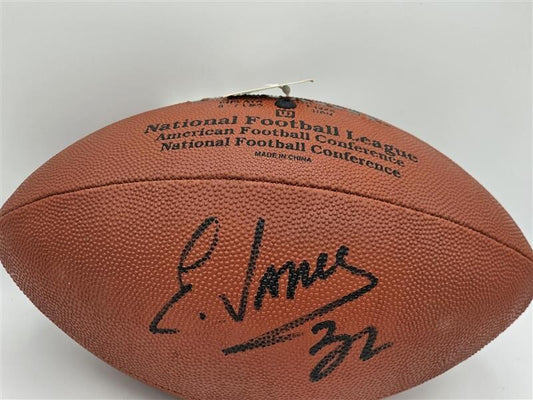 National Football League
American Football Conference
National Football Conference
MADE IN CHINA
E. James
32